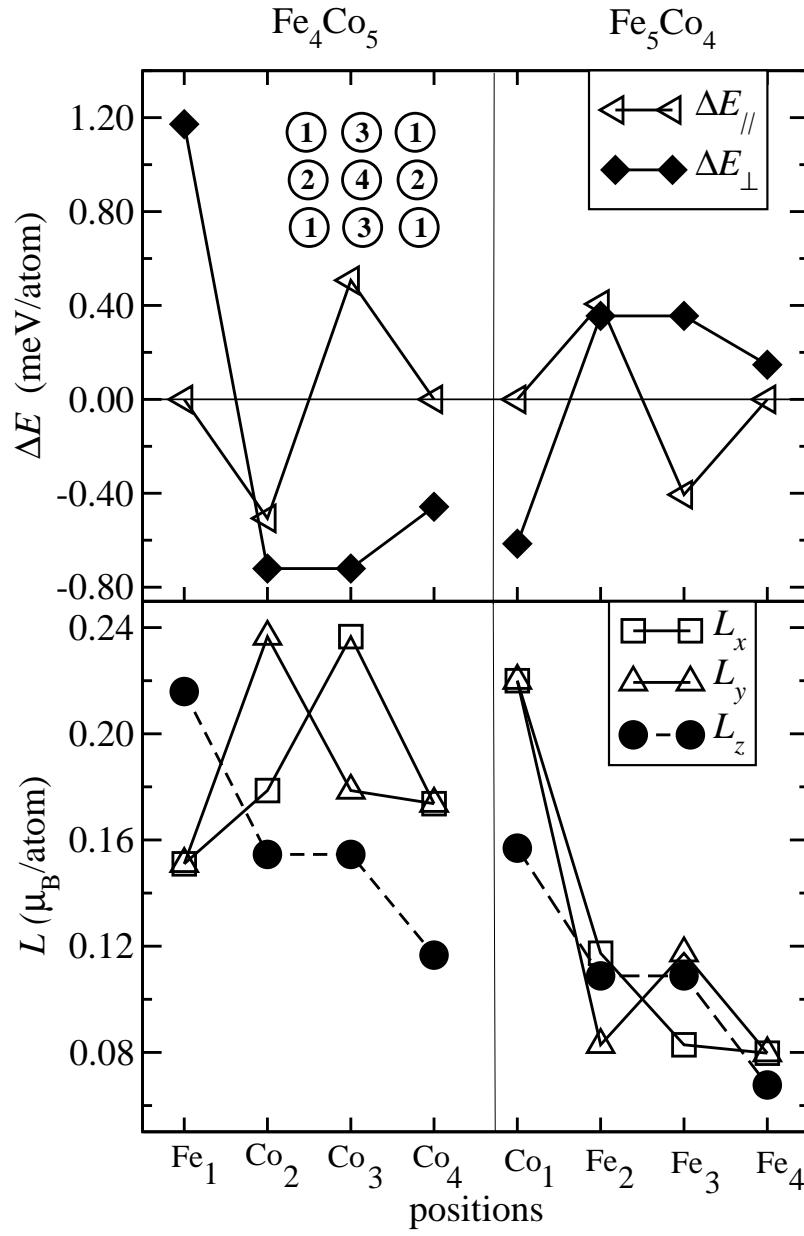 Fe₄Co₅ Fe₅Co₄
ΔE∥
ΔE⊥
1 3 1
2 4 2
1 3 1
1.20
0.80
0.40
0.00
-0.40
-0.80
ΔE (meV/atom)
Lx
Ly
Lz
0.24
0.20
0.16
0.12
0.08
L (μB/atom)
Fe₁ Co₂ Co₃ Co₄ Co₁ Fe₂ Fe₃ Fe₄
positions